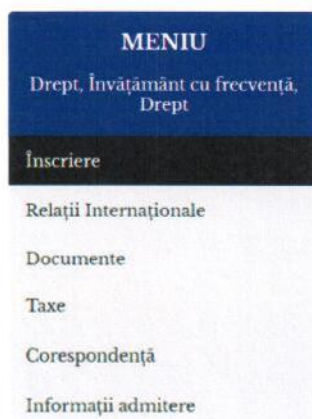 MENIU
Drept, Învățământ cu frecvență,
Drept
Înscriere
Relații Internaționale
Documente
Taxe
Corespondență
Informații admitere